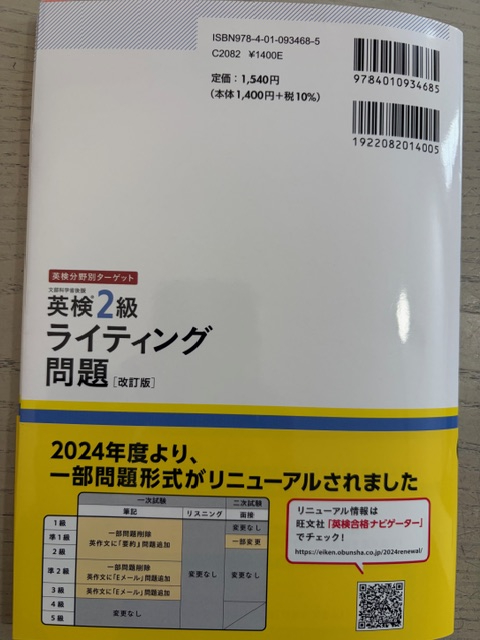 ISBN978-4-01-093468-5
C2082 ¥1400E
定価：1,540円
（本体1,400円＋税10%）
9784010934685
1922082014005
英検分野別ターゲット
文部科学省後援
英検®2級
ライティング
問題［改訂版］
2024年度より、
一部問題形式がリニューアルされました
一次試験 二次試験
筆記 リスニング 面接
1級
準1級
2級
準2級
3級
4級
5級
一部問題削除
英作文に「要約」問題追加
一部問題削除
英作文に「Eメール」問題追加
英作文に「Eメール」問題追加
変更なし
変更なし
変更なし
一部変更
変更なし
リニューアル情報は
旺文社「英検合格ナビゲーター」
でチェック！
https://eiken.obunsha.co.jp/2024renewal/